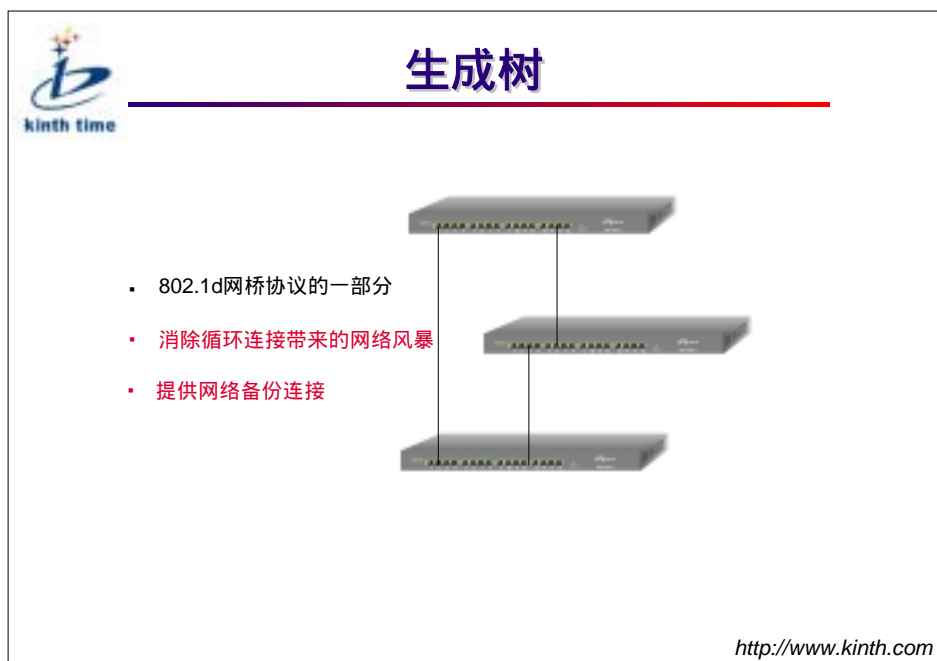 生成树
kinth time
802.1d网桥协议的一部分
消除循环连接带来的网络风暴
提供网络备份连接
http://www.kinth.com